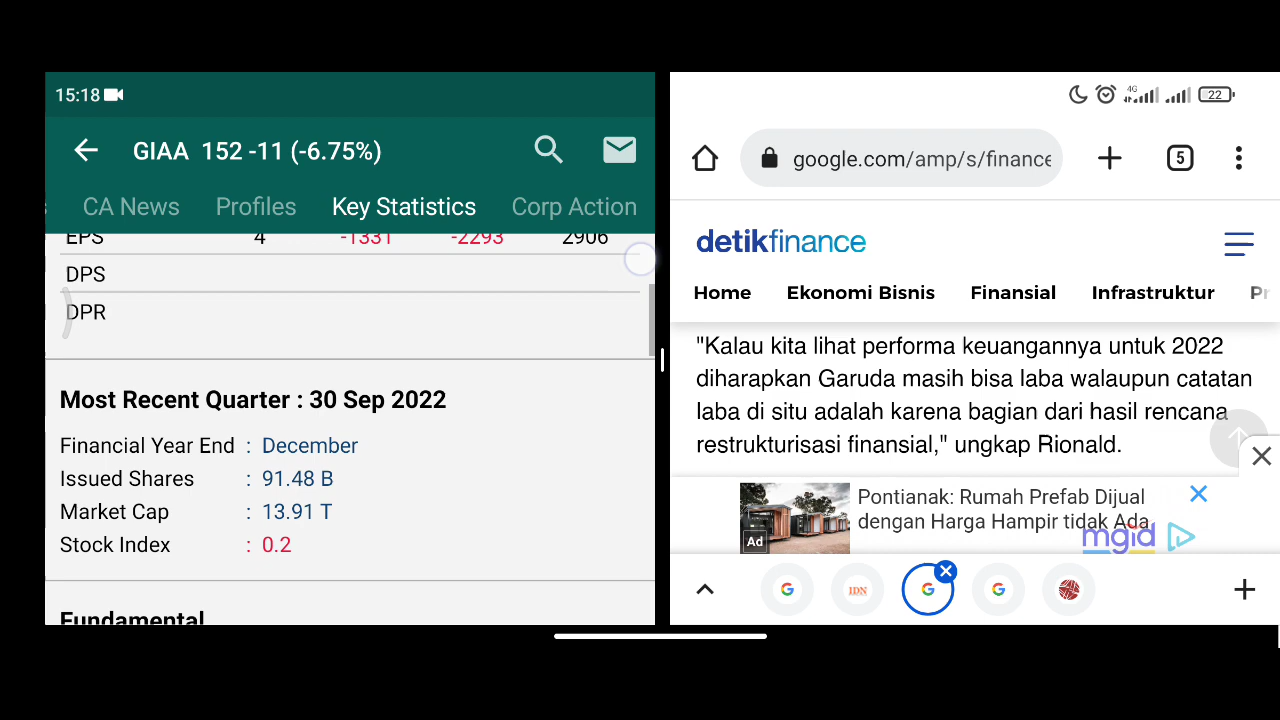 15:18
GIAA 152 -11 (-6.75%)
CA News Profiles Key Statistics Corp Action
EPS 4 -1331 -2293 2906
DPS
DPR
Most Recent Quarter : 30 Sep 2022
Financial Year End : December
Issued Shares : 91.48 B
Market Cap : 13.91 T
Stock Index : 0.2
Fundamental
4G 22
google.com/amp/s/finance
5
detikfinance
Home Ekonomi Bisnis Finansial Infrastruktur Pr
"Kalau kita lihat performa keuangannya untuk 2022
diharapkan Garuda masih bisa laba walaupun catatan
laba di situ adalah karena bagian dari hasil rencana
restrukturisasi finansial," ungkap Rionald.
Pontianak: Rumah Prefab Dijual
dengan Harga Hampir tidak Ada
Ad
mgid
G IDN G G